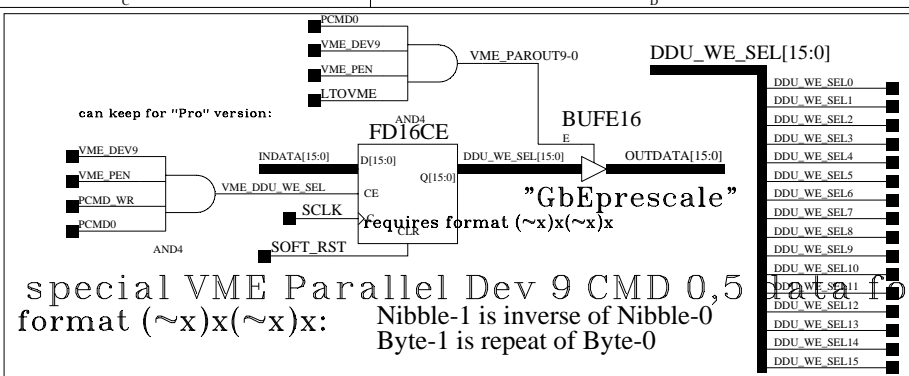 C
D
PCMD0
VME_DEV9
VME_PEN
LTOVME
AND4
VME_PAROUT9-0
DDU_WE_SEL[15:0]
can keep for "Pro" version:
VME_DEV9
VME_PEN
PCMD_WR
PCMD0
AND4
VME_DDU_WE_SEL
FD16CE
INDATA[15:0]
D[15:0]
Q[15:0]
CE
C
CLR
SCLK
SOFT_RST
DDU_WE_SEL[15:0]
BUFE16
E
OUTDATA[15:0]
"GbEprescale"
requires format (~x)x(~x)x
DDU_WE_SEL0
DDU_WE_SEL1
DDU_WE_SEL2
DDU_WE_SEL3
DDU_WE_SEL4
DDU_WE_SEL5
DDU_WE_SEL6
DDU_WE_SEL7
DDU_WE_SEL8
DDU_WE_SEL9
DDU_WE_SEL10
DDU_WE_SEL11
DDU_WE_SEL12
DDU_WE_SEL13
DDU_WE_SEL14
DDU_WE_SEL15
special VME Parallel Dev 9 CMD 0,5 data fo
format (~x)x(~x)x:
Nibble-1 is inverse of Nibble-0
Byte-1 is repeat of Byte-0